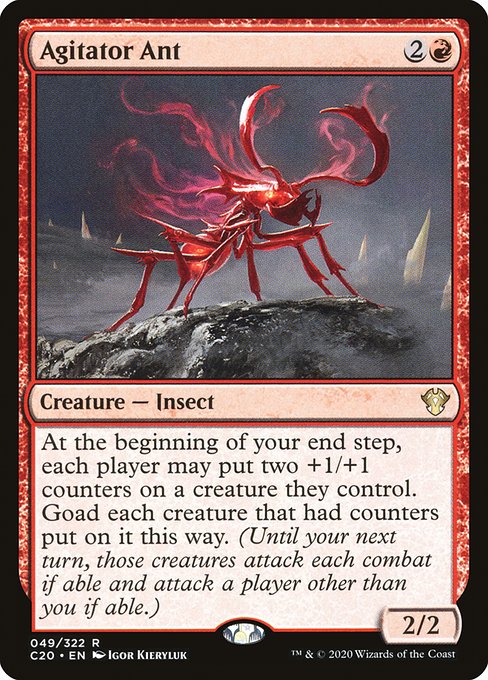 Agitator Ant 2
Creature — Insect
At the beginning of your end step,
each player may put two +1/+1
counters on a creature they control.
Goad each creature that had counters
put on it this way. (Until your next
turn, those creatures attack each combat
if able and attack a player other than
you if able.)
2/2
049/322 R
C20 • EN Igor Kieryluk
™ & © 2020 Wizards of the Coast